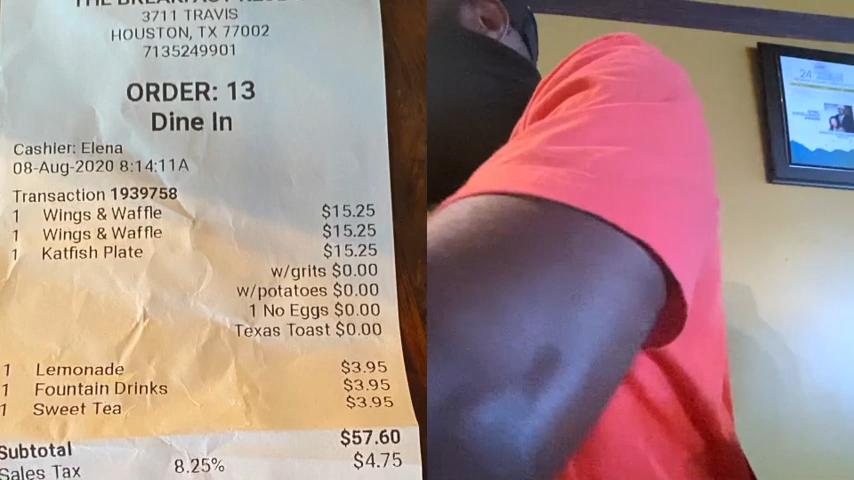 THE BREAKFAST
3711 TRAVIS
HOUSTON, TX 77002
7135249901
ORDER: 13
Dine In
Cashier: Elena
08-Aug-2020 8:14:11A
Transaction 1939758
1 Wings & Waffle $15.25
1 Wings & Waffle $15.25
1 Katfish Plate $15.25
w/grits $0.00
w/potatoes $0.00
1 No Eggs $0.00
Texas Toast $0.00
1 Lemonade $3.95
1 Fountain Drinks $3.95
1 Sweet Tea $3.95
Subtotal $57.60
Sales Tax 8.25% $4.75
24